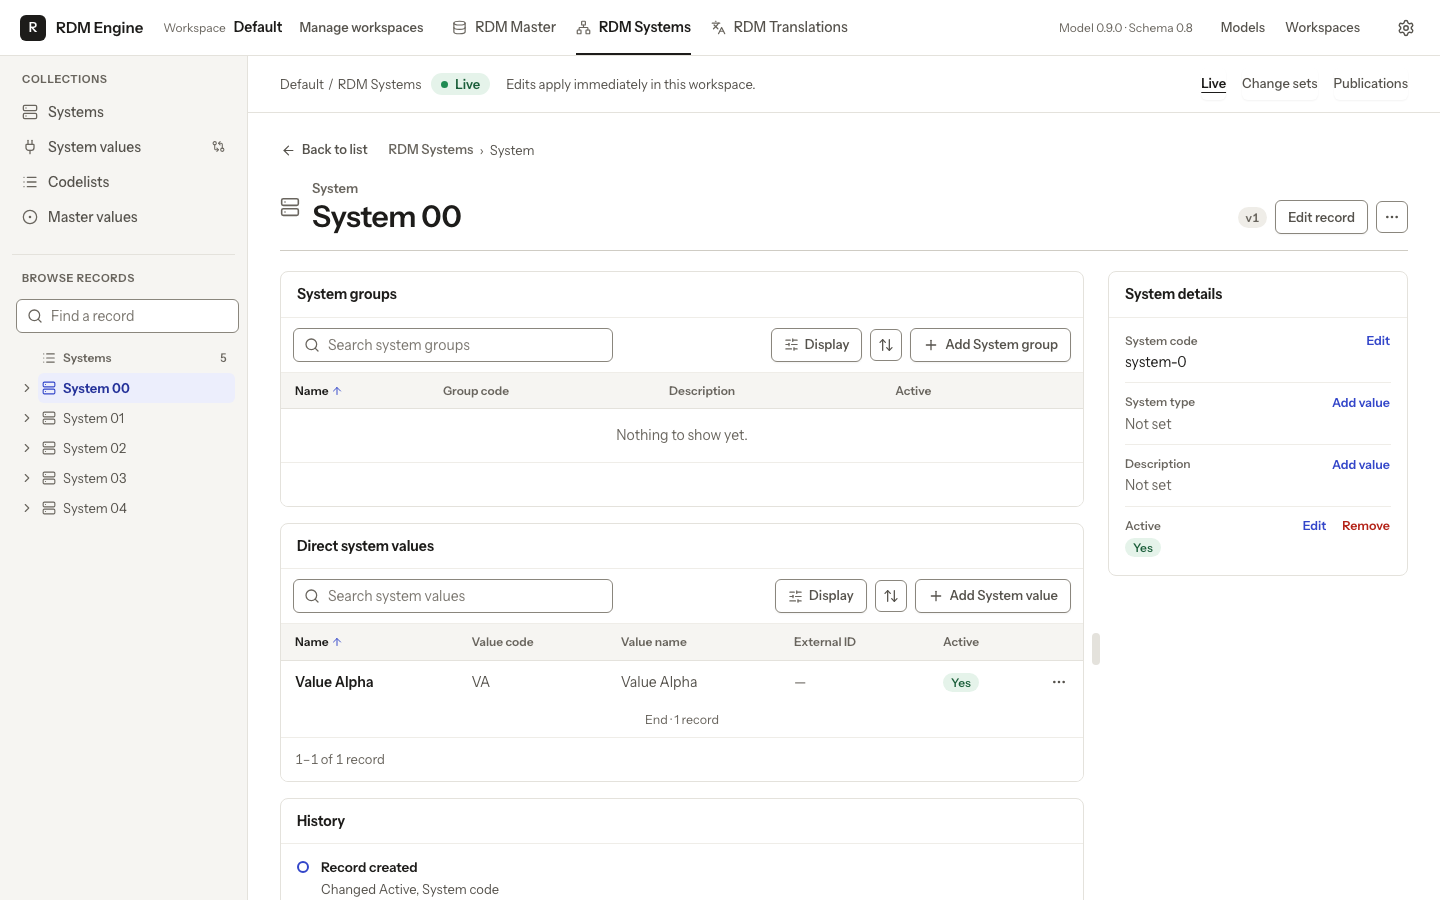 R RDM Engine Workspace Default Manage workspaces RDM Master RDM Systems RDM Translations Model 0.9.0 · Schema 0.8 Models Workspaces
COLLECTIONS
Systems
System values
Codelists
Master values
BROWSE RECORDS
Find a record
Systems 5
System 00
System 01
System 02
System 03
System 04
Default / RDM Systems Live Edits apply immediately in this workspace. Live Change sets Publications
Back to list RDM Systems › System
System
System 00
v1 Edit record
System groups
Search system groups Display Add System group
Name ↑ Group code Description Active
Nothing to show yet.
Direct system values
Search system values Display Add System value
Name ↑ Value code Value name External ID Active
Value Alpha VA Value Alpha — Yes
End · 1 record
1–1 of 1 record
History
Record created
Changed Active, System code
System details
System code Edit
system-0
System type Add value
Not set
Description Add value
Not set
Active Edit Remove
Yes